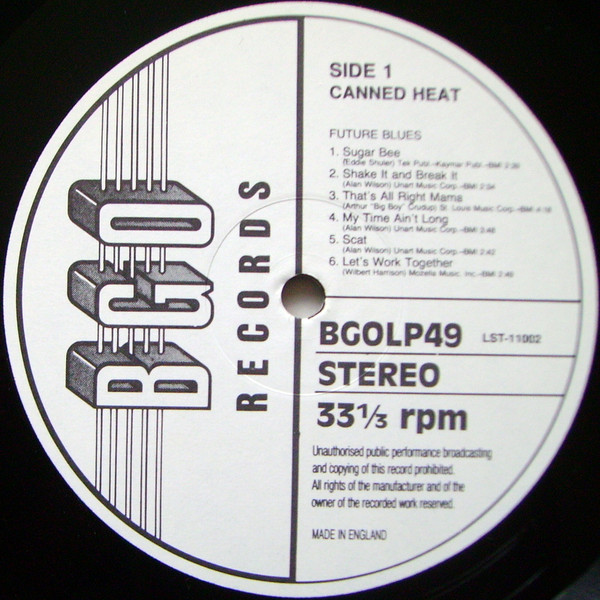 BGO
RECORDS
SIDE 1
CANNED HEAT
FUTURE BLUES
1. Sugar Bee
(Eddie Shuler) Tek Publ.-Kaymar Publ.-BMI 2:39
2. Shake It and Break It
(Alan Wilson) Unart Music Corp.-BMI 2:34
3. That's All Right Mama
(Arthur "Big Boy" Crudup) St. Louis Music Corp.-BMI 4:18
4. My Time Ain't Long
(Alan Wilson) Unart Music Corp.-BMI 3:48
5. Scat
(Alan Wilson) Unart Music Corp.-BMI 2:42
6. Let's Work Together
(Wilbert Harrison) Mozella Music, Inc.-BMI 2:49
BGOLP49 LST-11002
STEREO
33⅓ rpm
Unauthorised public performance broadcasting
and copying of this record prohibited.
All rights of the manufacturer and of the
owner of the recorded work reserved.
MADE IN ENGLAND